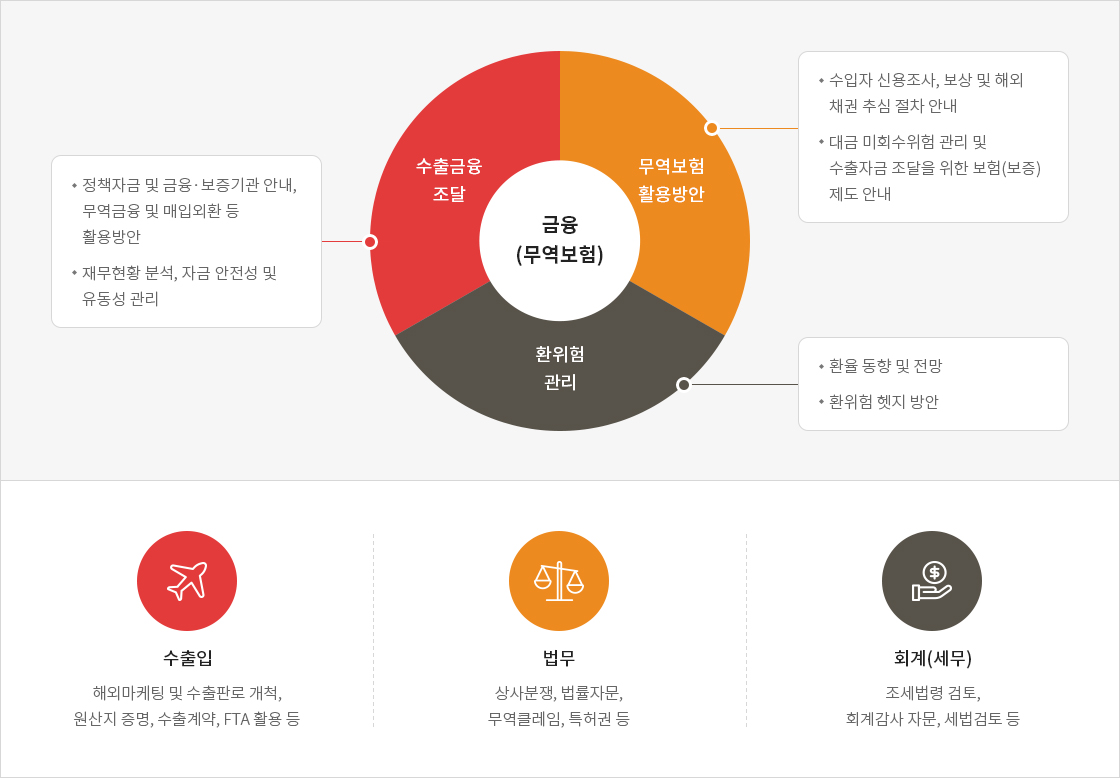 수출금융
조달
무역보험
활용방안
금융
(무역보험)
환위험
관리
• 정책자금 및 금융·보증기관 안내,
무역금융 및 매입외환 등
활용방안
• 재무현황 분석, 자금 안전성 및
유동성 관리
• 수입자 신용조사, 보상 및 해외
채권 추심 절차 안내
• 대금 미회수위험 관리 및
수출자금 조달을 위한 보험(보증)
제도 안내
• 환율 동향 및 전망
• 환위험 헷지 방안
수출입
해외마케팅 및 수출판로 개척,
원산지 증명, 수출계약, FTA 활용 등
법무
상사분쟁, 법률자문,
무역클레임, 특허권 등
$
회계(세무)
조세법령 검토,
회계감사 자문, 세법검토 등